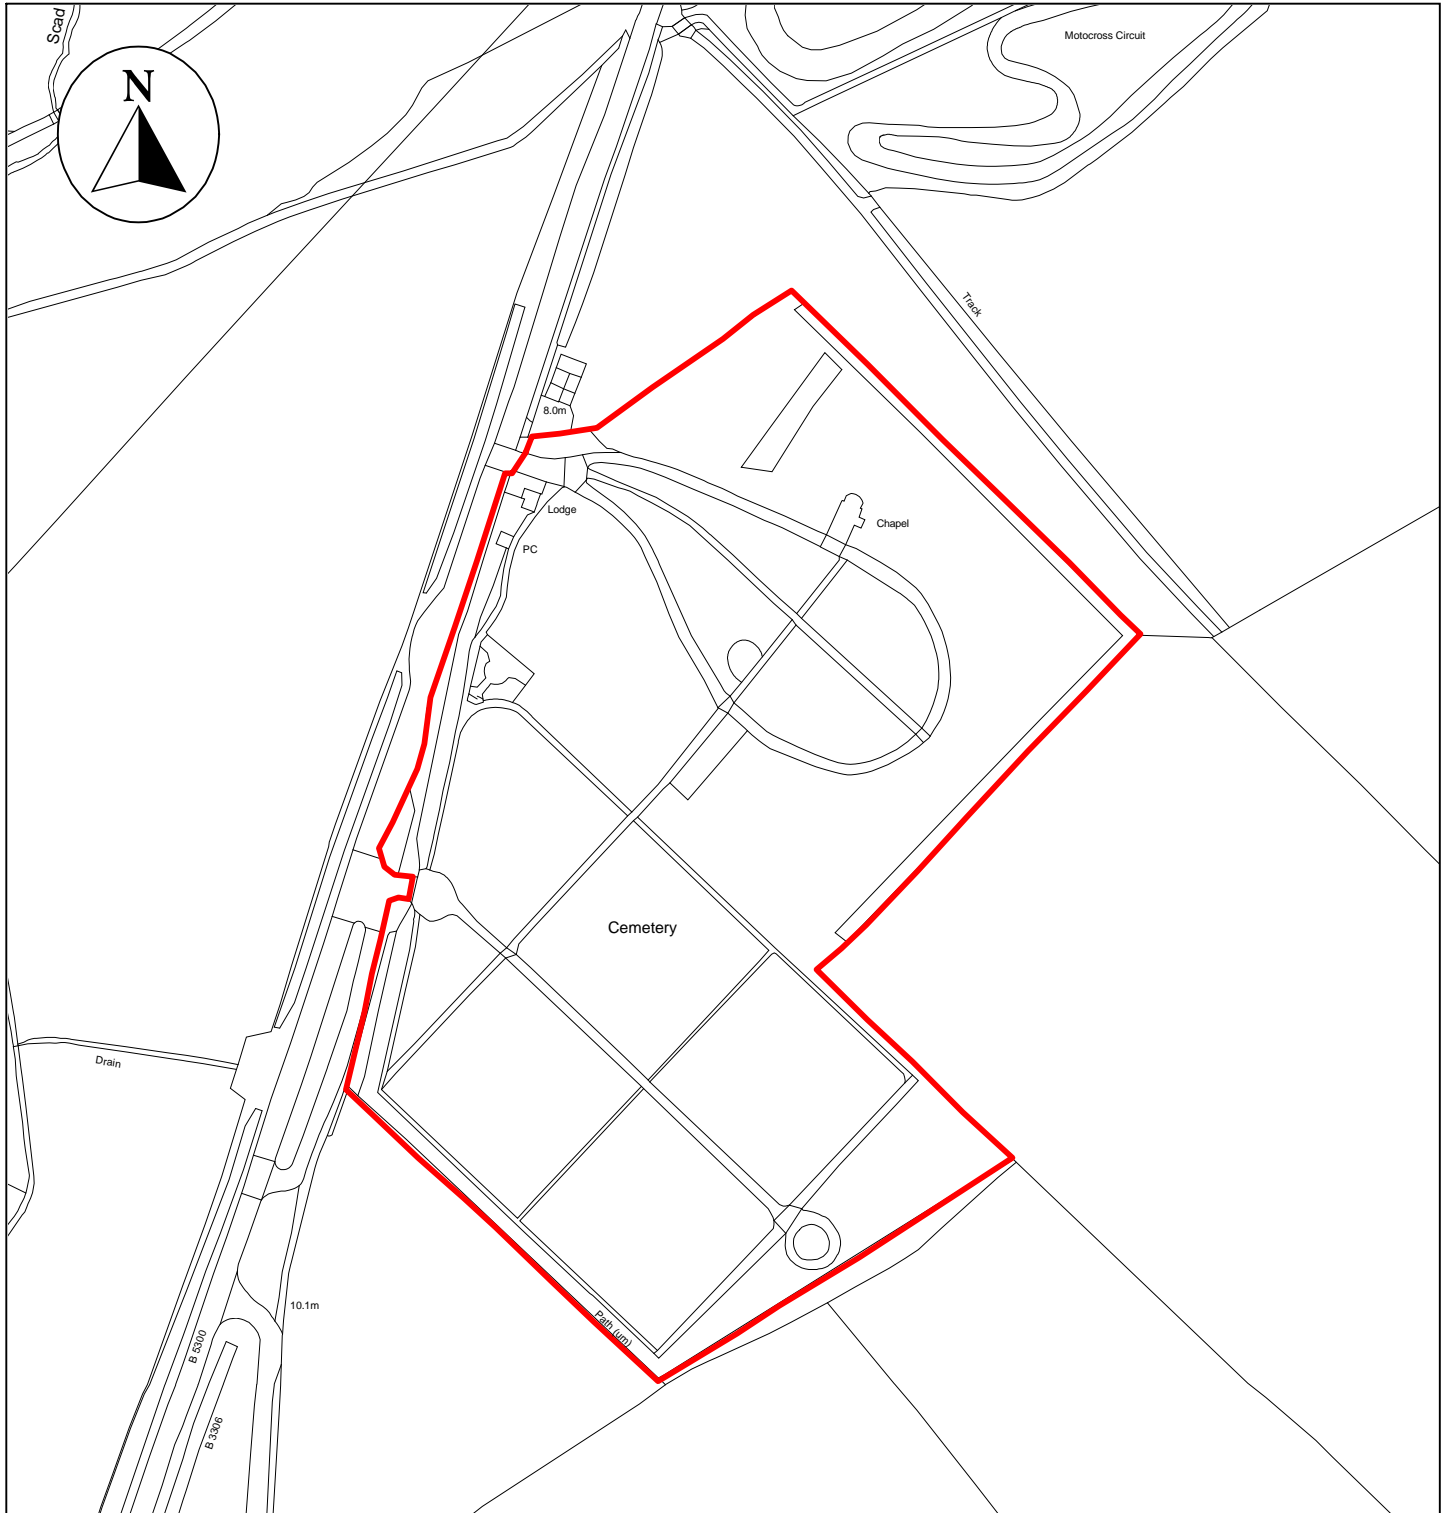 Scad
N
Motocross Circuit
Track
8.0m
Lodge
Chapel
PC
Cemetery
Drain
10.1m
Path (um)
B 5300
B 3306